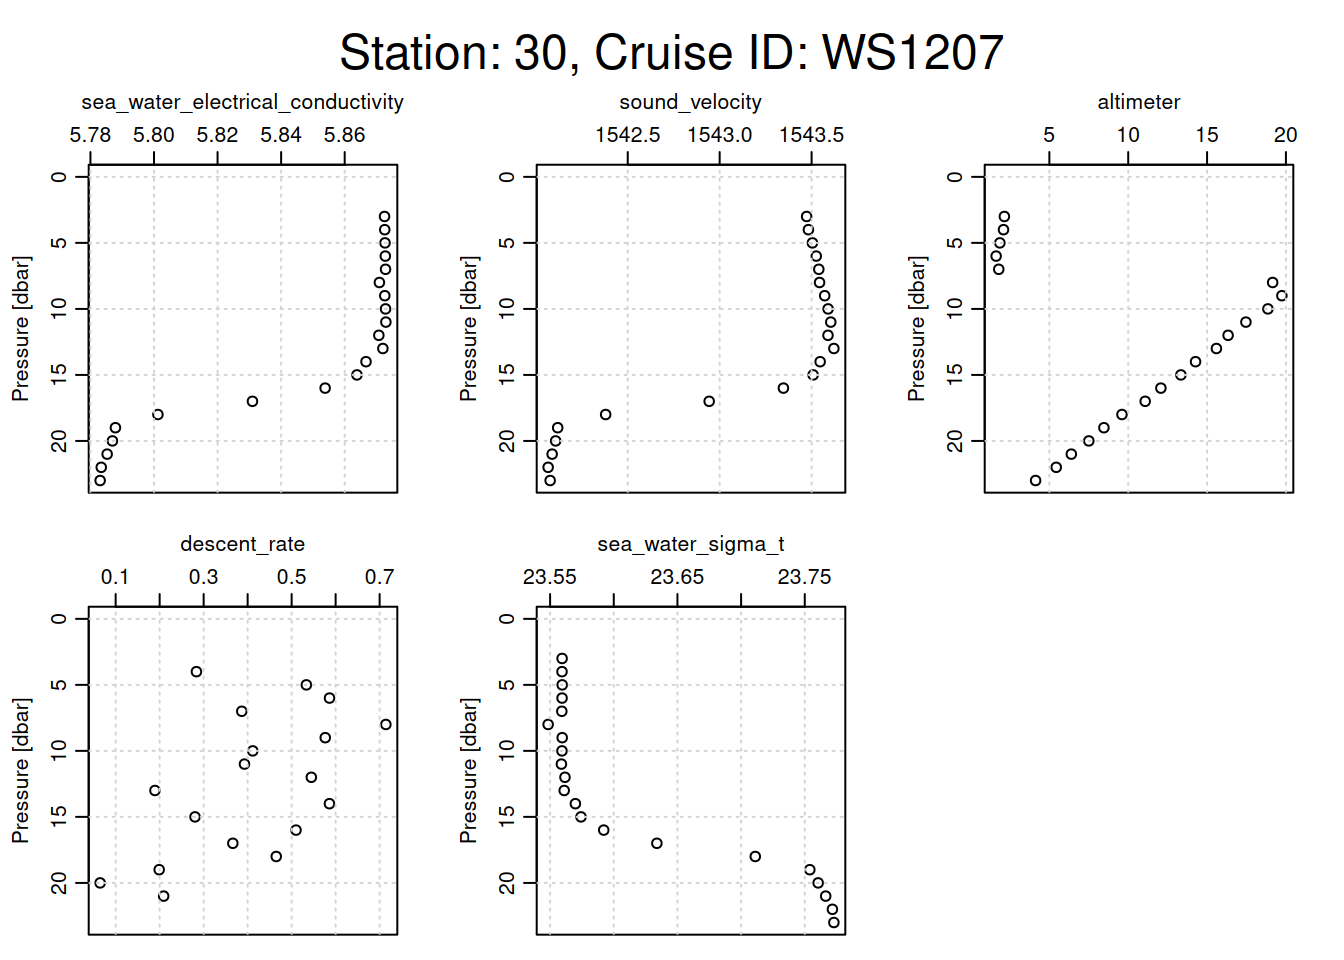 Station: 30, Cruise ID: WS1207
sea_water_electrical_conductivity
5.78 5.80 5.82 5.84 5.86
Pressure [dbar]
0
5
10
15
20
sound_velocity
1542.5 1543.0 1543.5
Pressure [dbar]
0
5
10
15
20
altimeter
5 10 15 20
Pressure [dbar]
0
5
10
15
20
descent_rate
0.1 0.3 0.5 0.7
Pressure [dbar]
0
5
10
15
20
sea_water_sigma_t
23.55 23.65 23.75
Pressure [dbar]
0
5
10
15
20